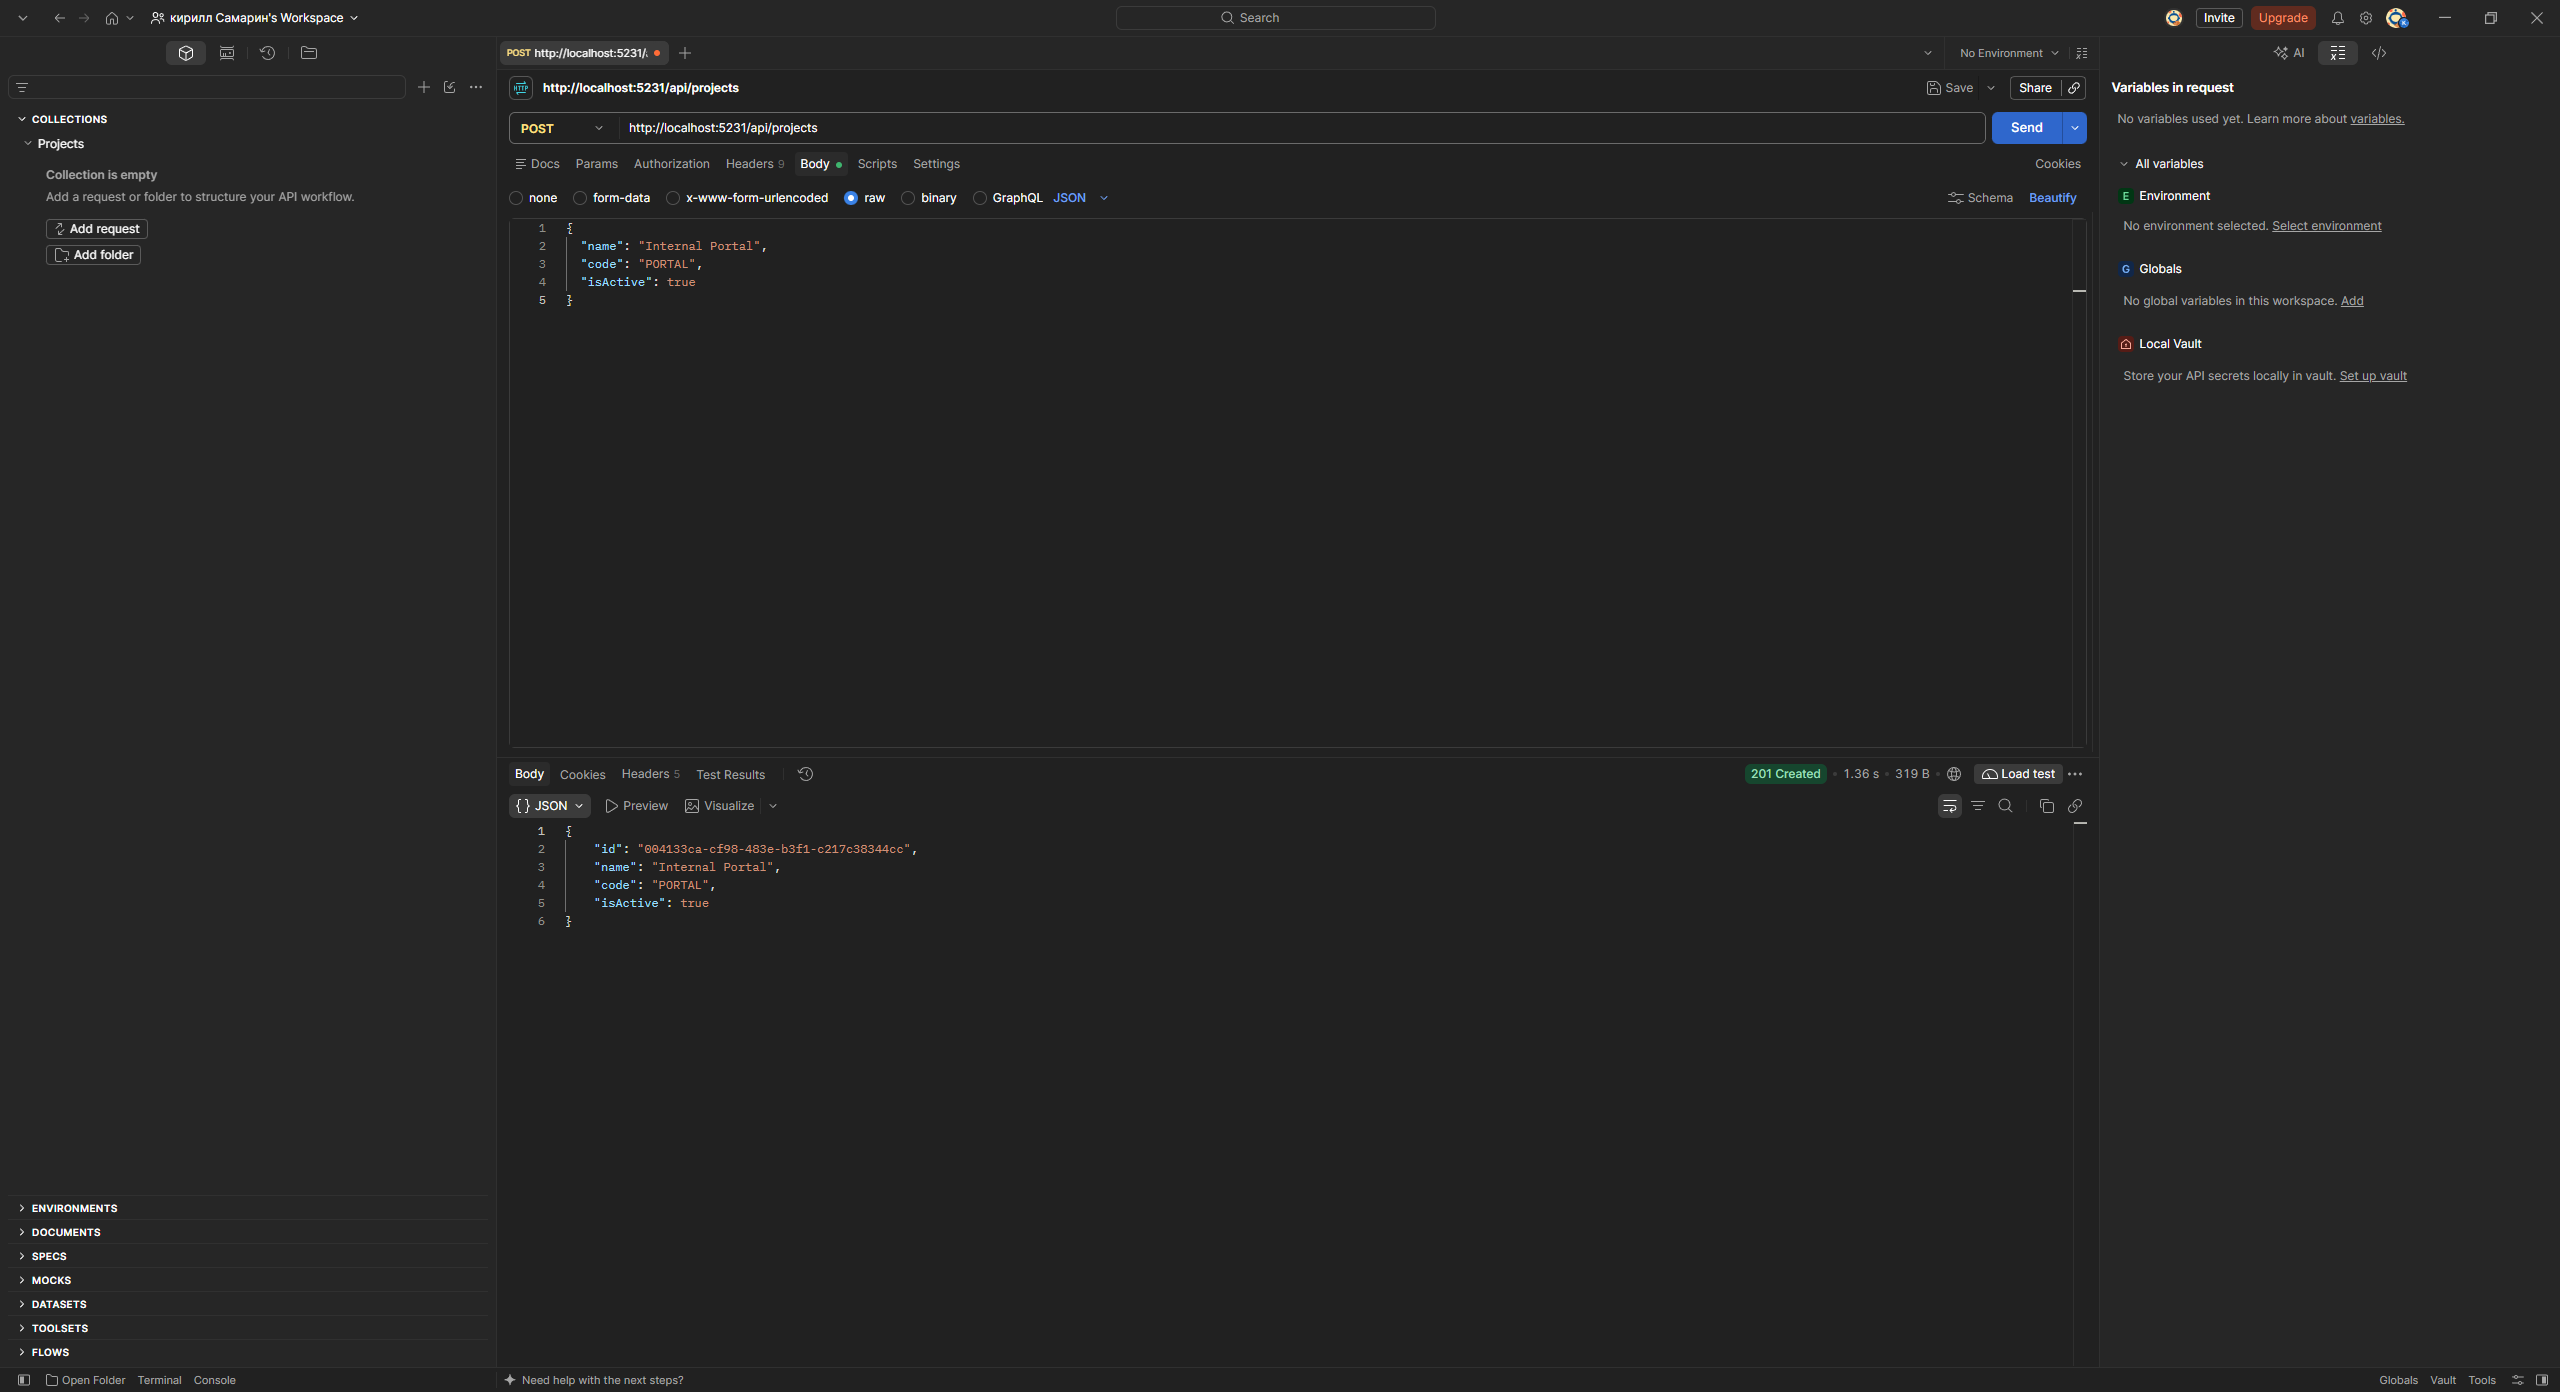 кирилл Самарин's Workspace
Search
Invite
Upgrade
COLLECTIONS
Projects
Collection is empty
Add a request or folder to structure your API workflow.
Add request
Add folder
ENVIRONMENTS
DOCUMENTS
SPECS
MOCKS
DATASETS
TOOLSETS
FLOWS
POST http://localhost:5231/
No Environment
HTTP http://localhost:5231/api/projects
Save
Share
POST http://localhost:5231/api/projects
Send
Docs Params Authorization Headers 9 Body Scripts Settings Cookies
none form-data x-www-form-urlencoded raw binary GraphQL JSON Schema Beautify
1 {
2 "name": "Internal Portal",
3 "code": "PORTAL",
4 "isActive": true
5 }
Body Cookies Headers 5 Test Results 201 Created • 1.36 s • 319 B • Load test
{} JSON Preview Visualize
1 {
2 "id": "004133ca-cf98-483e-b3f1-c217c38344cc",
3 "name": "Internal Portal",
4 "code": "PORTAL",
5 "isActive": true
6 }
AI
Variables in request
No variables used yet. Learn more about variables.
All variables
E Environment
No environment selected. Select environment
G Globals
No global variables in this workspace. Add
Local Vault
Store your API secrets locally in vault. Set up vault
Open Folder Terminal Console
Need help with the next steps?
Globals Vault Tools